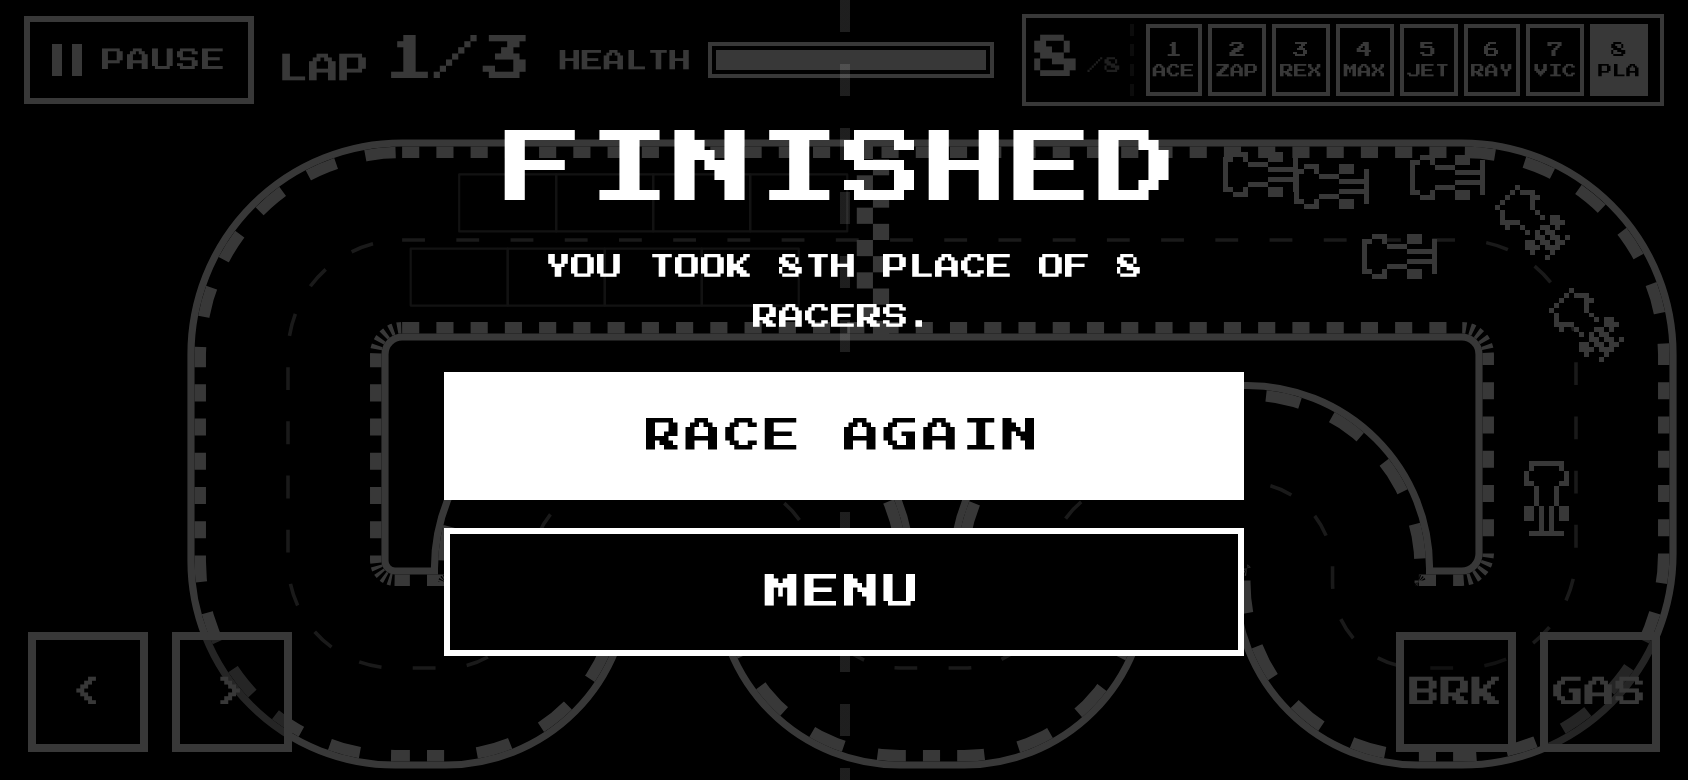 PAUSE
LAP 1/3
HEALTH
8 /8
1 ACE
2 ZAP
3 REX
4 MAX
5 JET
6 RAY
7 VIC
8 PLA
FINISHED
YOU TOOK 8TH PLACE OF 8
RACERS.
RACE AGAIN
MENU
<
>
BRK
GAS